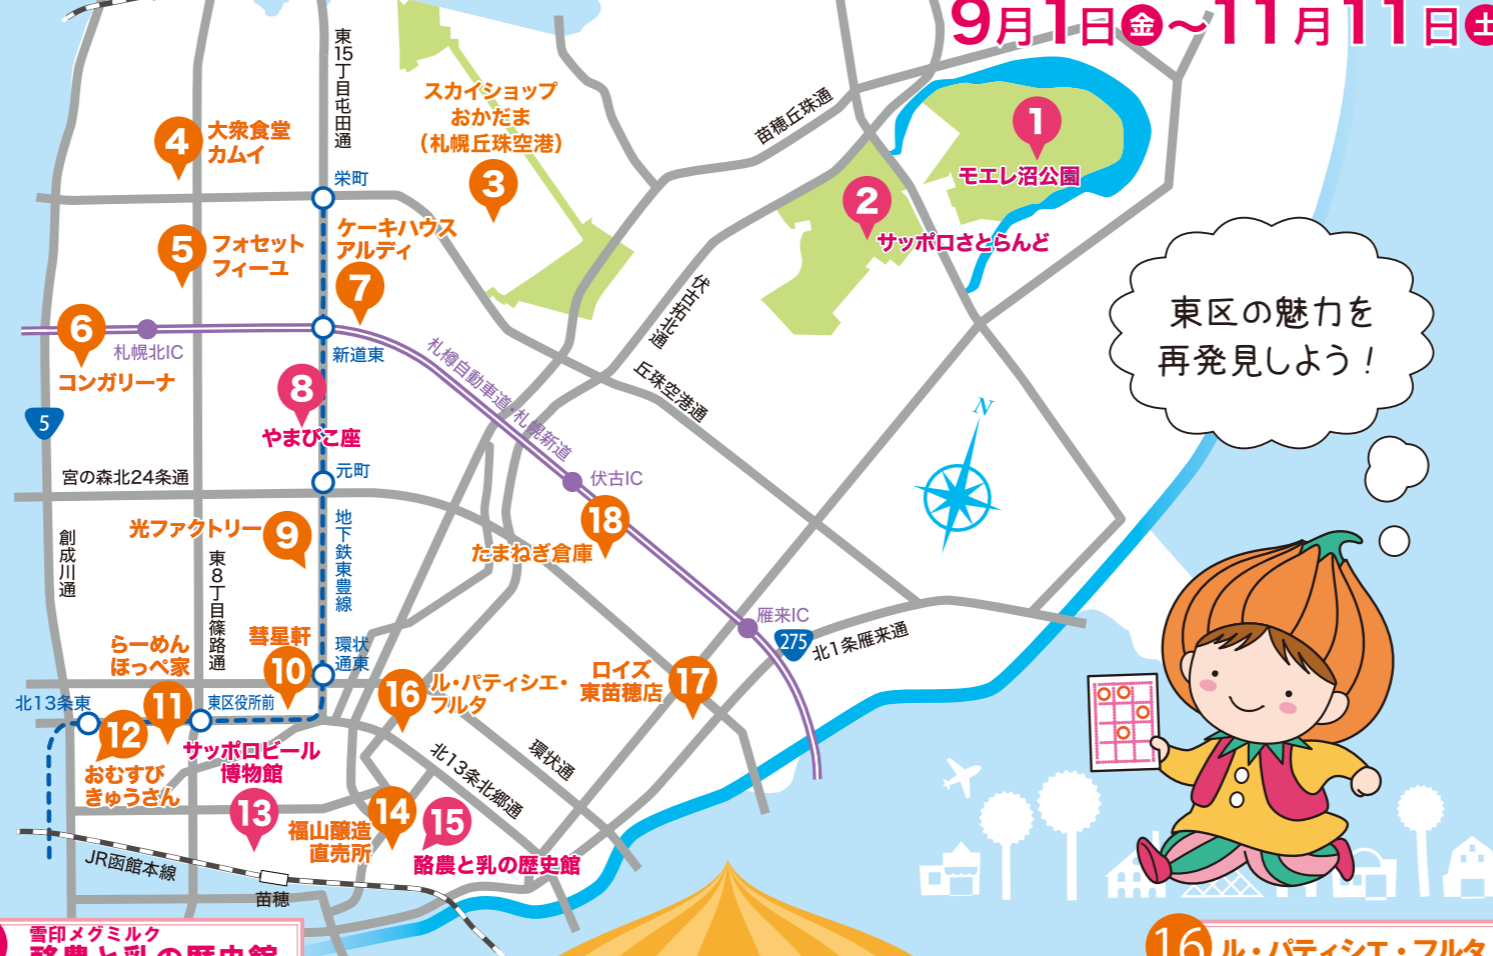 9月1日金～11月11日土
東15丁目屯田通
スカイショップ
おかだま
(札幌丘珠空港)
3
4
大衆食堂
カムイ
苗穂丘珠通
1
モエレ沼公園
2
サッポロさとらんど
栄町
5
フォセット
フィーユ
ケーキハウス
アルディ
7
伏古拓北通
東区の魅力を
再発見しよう!
6
札幌北IC
新道東
コンガリーナ
札樽自動車道・札幌新道
丘珠空港通
N
8
やまびこ座
5
宮の森北24条通
元町
伏古IC
光ファクトリー
9
18
たまねぎ倉庫
創成川通
東8丁目篠路通
地下鉄東豊線
雁来IC
275
北1条雁来通
らーめん
ほっぺ家
彗星軒
10
環状
通東
16
ル・パティシエ・
フルタ
ロイズ
東苗穂店
17
北13条東
11
東区役所前
12
おむすび
きゅうさん
サッポロビール
博物館
13
北13条北郷通
環状通
14
福山醸造
直売所
15
酪農と乳の歴史館
JR函館本線
苗穂
雪印メグミルク
酪農と乳の歴史館
16
ル・パティシエ・フルタ